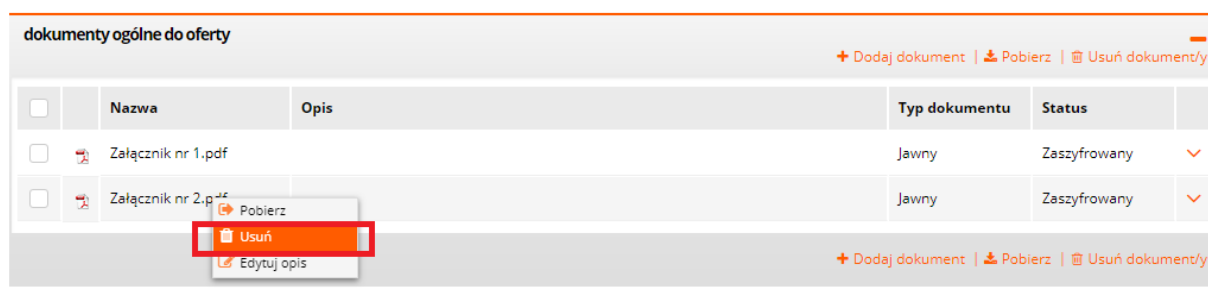 dokumenty ogólne do oferty
+ Dodaj dokument | Pobierz | Usuń dokument/y
Nazwa Opis Typ dokumentu Status
Załącznik nr 1.pdf Jawny Zaszyfrowany
Załącznik nr 2.pdf Jawny Zaszyfrowany
Pobierz
Usuń
Edytuj opis
+ Dodaj dokument | Pobierz | Usuń dokument/y